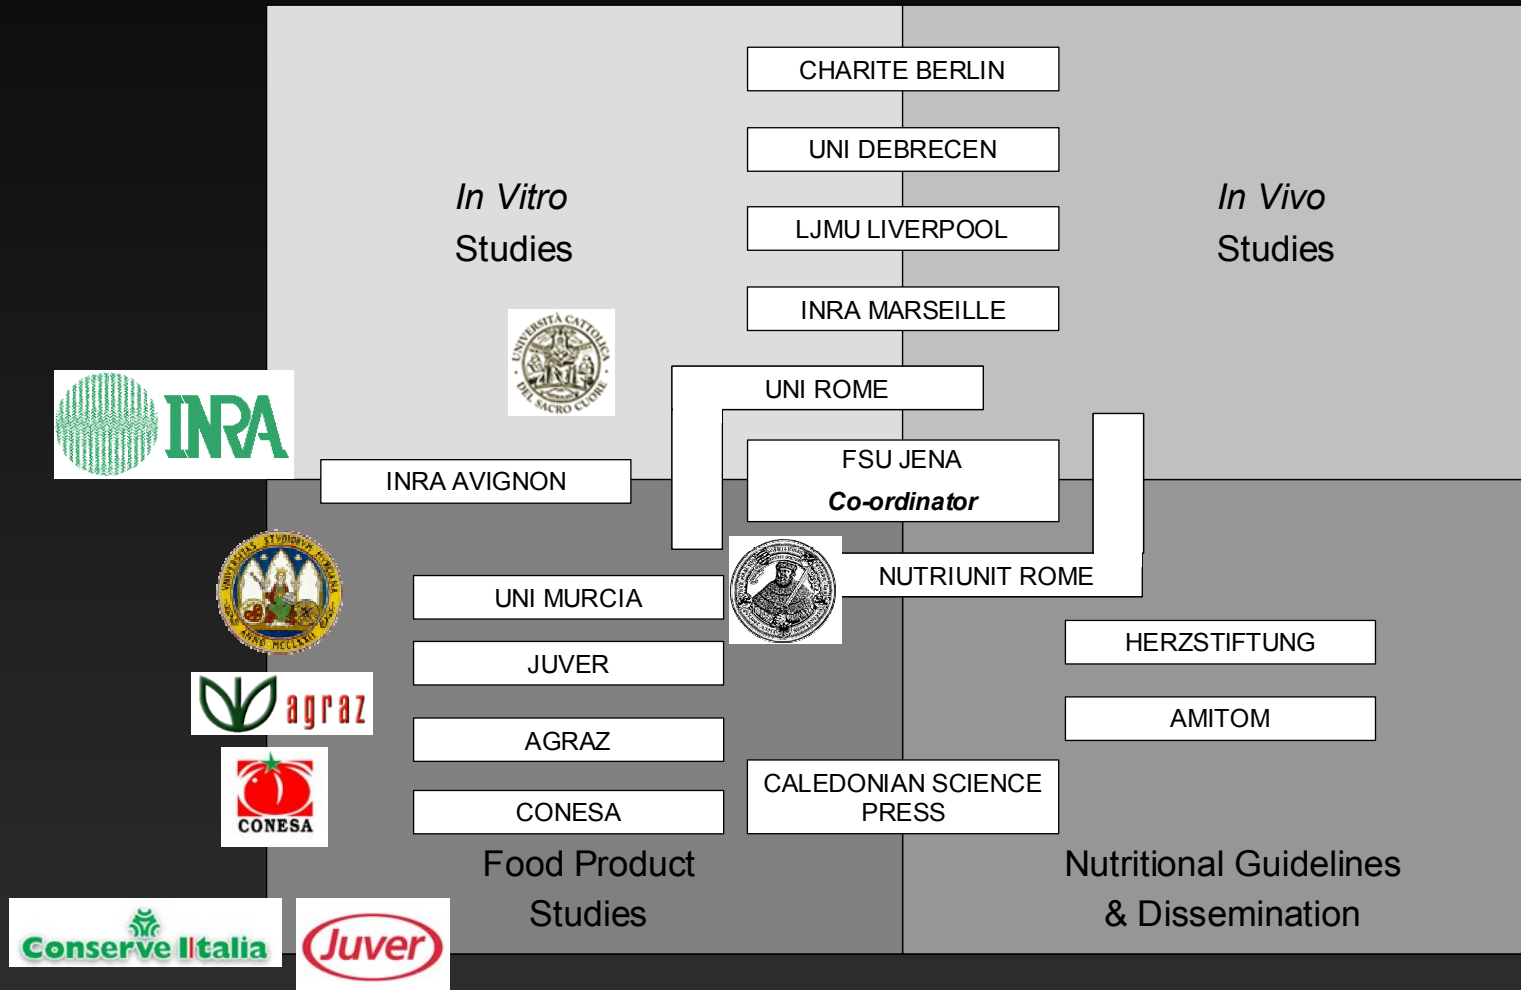 CHARITE BERLIN
UNI DEBRECEN
In Vitro
Studies
In Vivo
Studies
LJMU LIVERPOOL
INRA MARSEILLE
UNIVERSITÀ CATTOLICA
DEL SACRO CUORE
UNI ROME
INRA
FSU JENA
Co-ordinator
INRA AVIGNON
NUTRIUNIT ROME
UNI MURCIA
HERZSTIFTUNG
JUVER
agraz
AMITOM
AGRAZ
CALEDONIAN SCIENCE
PRESS
CONESA
CONESA
Food Product
Studies
Nutritional Guidelines
& Dissemination
Conserve Italia
Juver